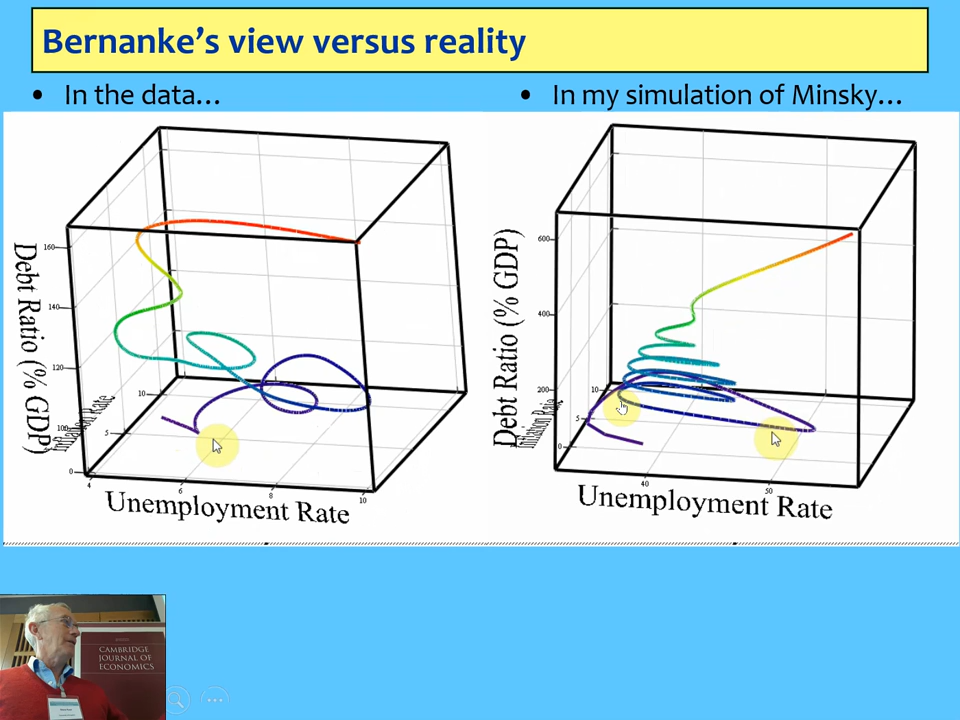 Bernanke's view versus reality
• In the data…
• In my simulation of Minsky…
Debt Ratio (% GDP)
160
140
120
100
Inflation Rate
10
5
0
4
6
8
10
Unemployment Rate
Debt Ratio (% GDP)
600
400
200
Inflation Rate
10
5
0
40
50
Unemployment Rate
CAMBRIDGE
JOURNAL OF
ECONOMICS